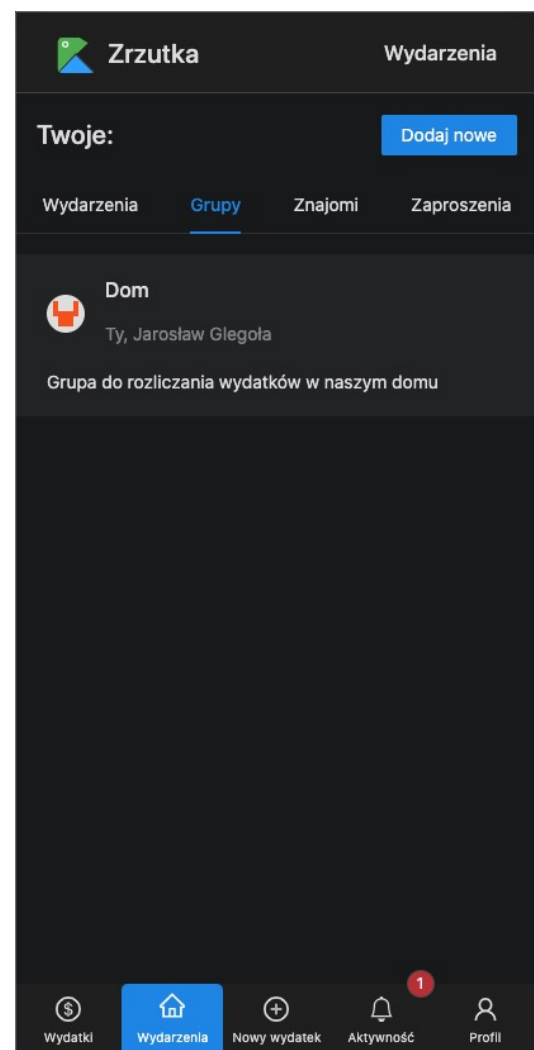 Zrzutka Wydarzenia
Twoje: Dodaj nowe
Wydarzenia Grupy Znajomi Zaproszenia
Dom
Ty, Jarosław Glegoła
Grupa do rozliczania wydatków w naszym domu
1
Wydatki Wydarzenia Nowy wydatek Aktywność Profil